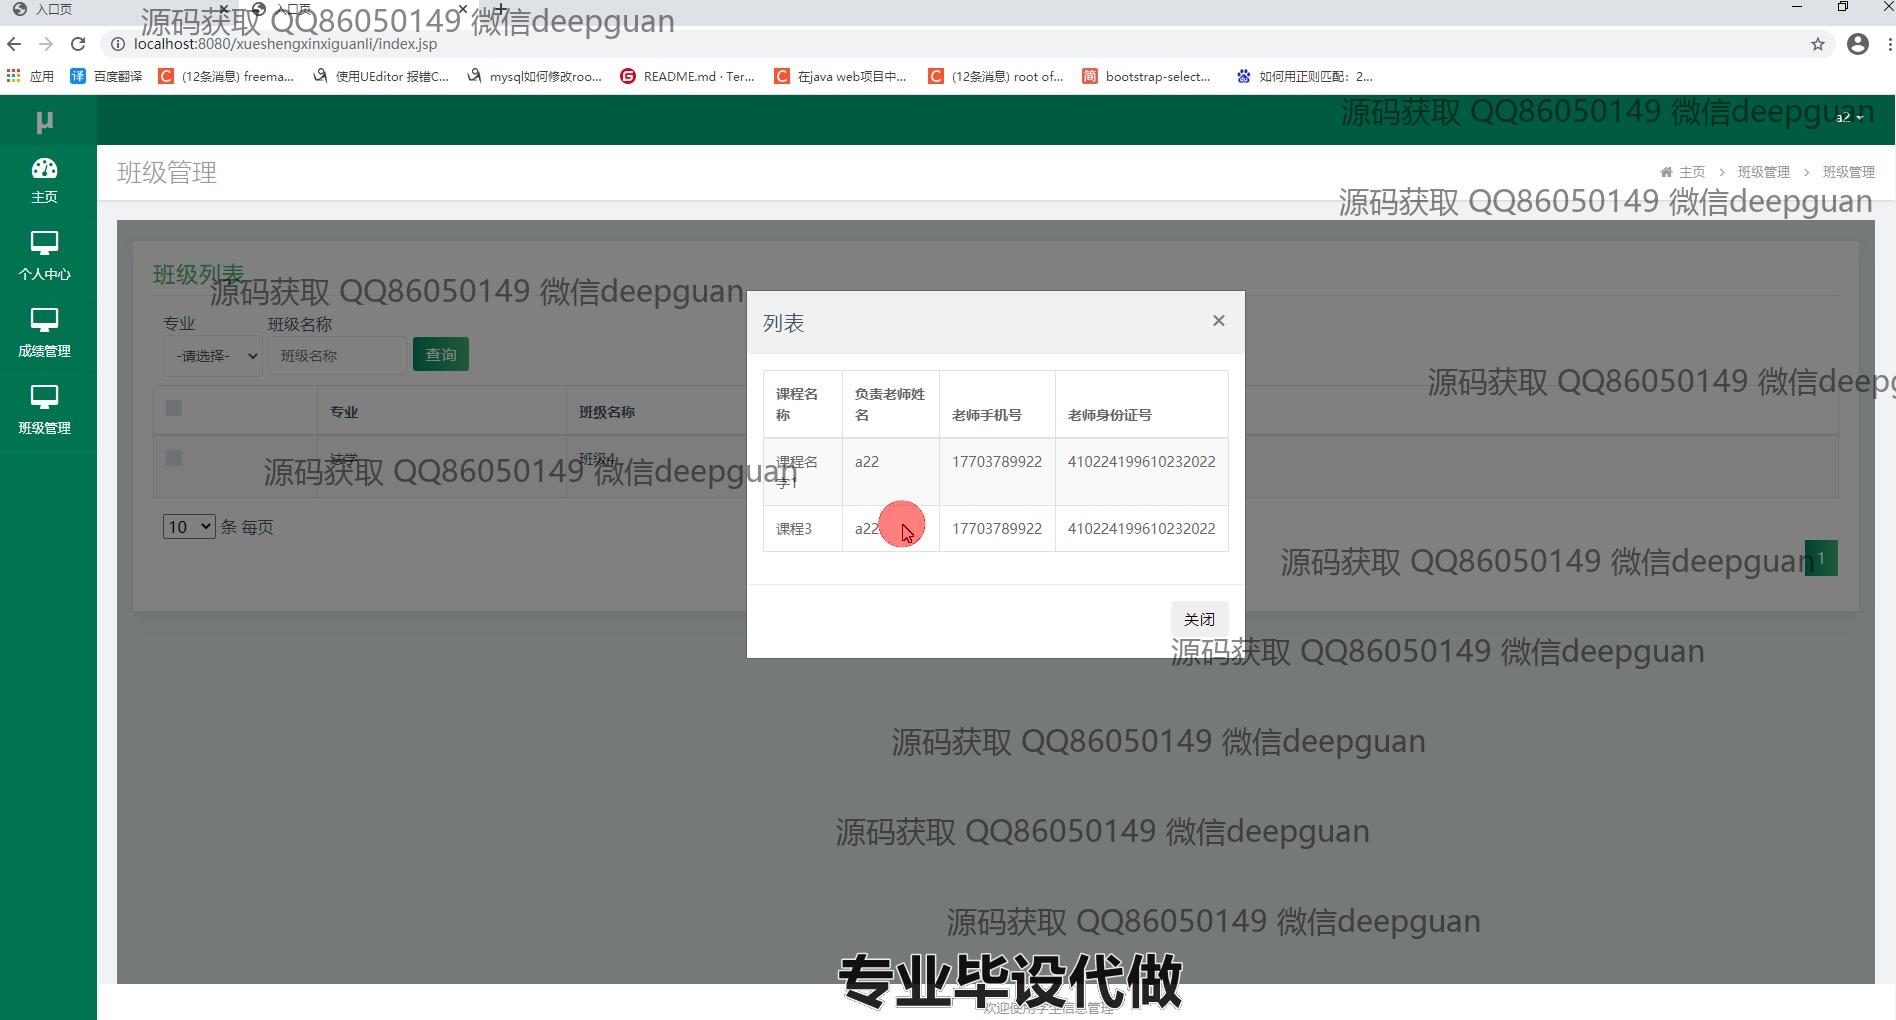 入口页
入口页
源码获取 QQ86050149 微信deepguan
localhost:8080/xueshengxinxiguanli/index.jsp
应用
百度翻译
(12条消息) freema...
使用UEditor 报错C...
mysql如何修改roo...
README.md · Ter...
在java web项目中...
(12条消息) root of...
bootstrap-select...
如何用正则匹配：2...
μ
源码获取 QQ86050149 微信deepguan
a2
主页
个人中心
成绩管理
班级管理
班级管理
主页 > 班级管理 > 班级管理
源码获取 QQ86050149 微信deepguan
班级列表
源码获取 QQ86050149 微信deepguan
专业
班级名称
-请选择-
班级名称
查询
源码获取 QQ86050149 微信deepg
专业
班级名称
法学
班级4
源码获取 QQ86050149 微信deepguan
10 条 每页
源码获取 QQ86050149 微信deepguan
1
列表
×
课程名称
负责老师姓名
老师手机号
老师身份证号
课程名字1
a22
17703789922
410224199610232022
课程3
a22
17703789922
410224199610232022
关闭
源码获取 QQ86050149 微信deepguan
源码获取 QQ86050149 微信deepguan
源码获取 QQ86050149 微信deepguan
源码获取 QQ86050149 微信deepguan
专业毕设代做
欢迎使用学生信息管理